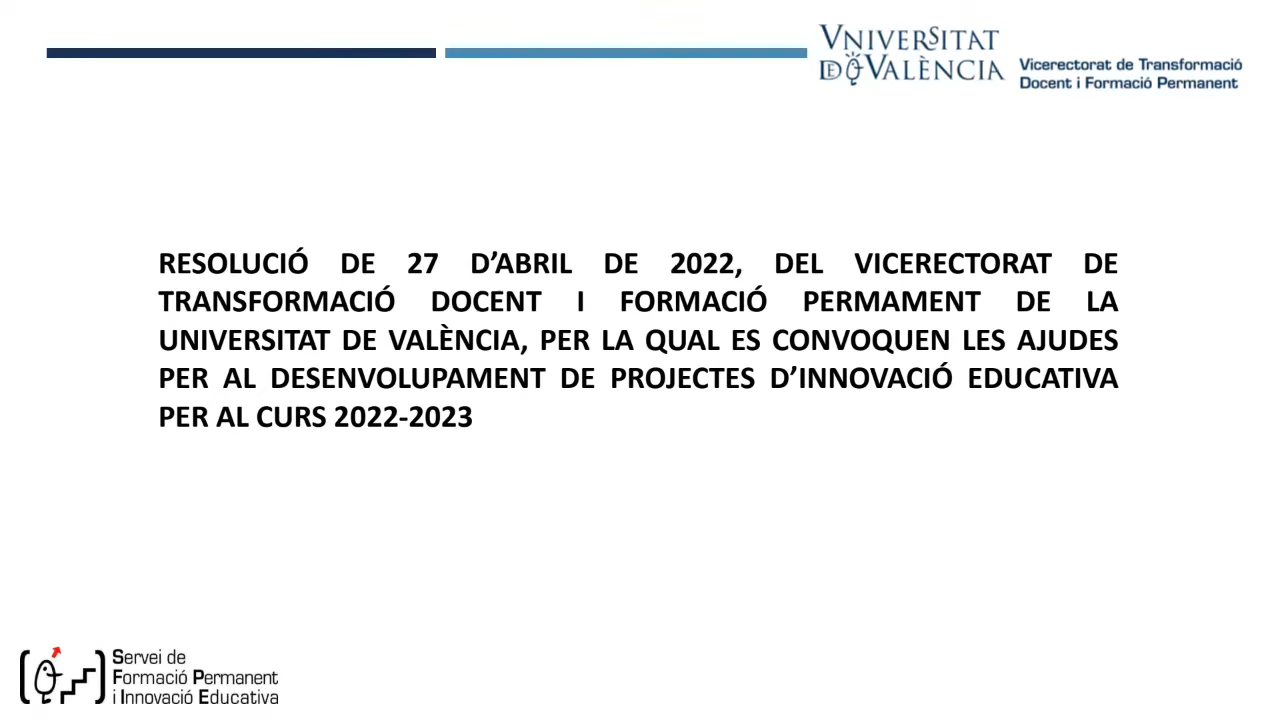 VNIVERSITAT
DE VALÈNCIA
Vicerectorat de Transformació
Docent i Formació Permanent
RESOLUCIÓ DE 27 D’ABRIL DE 2022, DEL VICERECTORAT DE
TRANSFORMACIÓ DOCENT I FORMACIÓ PERMAMENT DE LA
UNIVERSITAT DE VALÈNCIA, PER LA QUAL ES CONVOQUEN LES AJUDES
PER AL DESENVOLUPAMENT DE PROJECTES D’INNOVACIÓ EDUCATIVA
PER AL CURS 2022-2023
Servei de
Formació Permanent
i Innovació Educativa